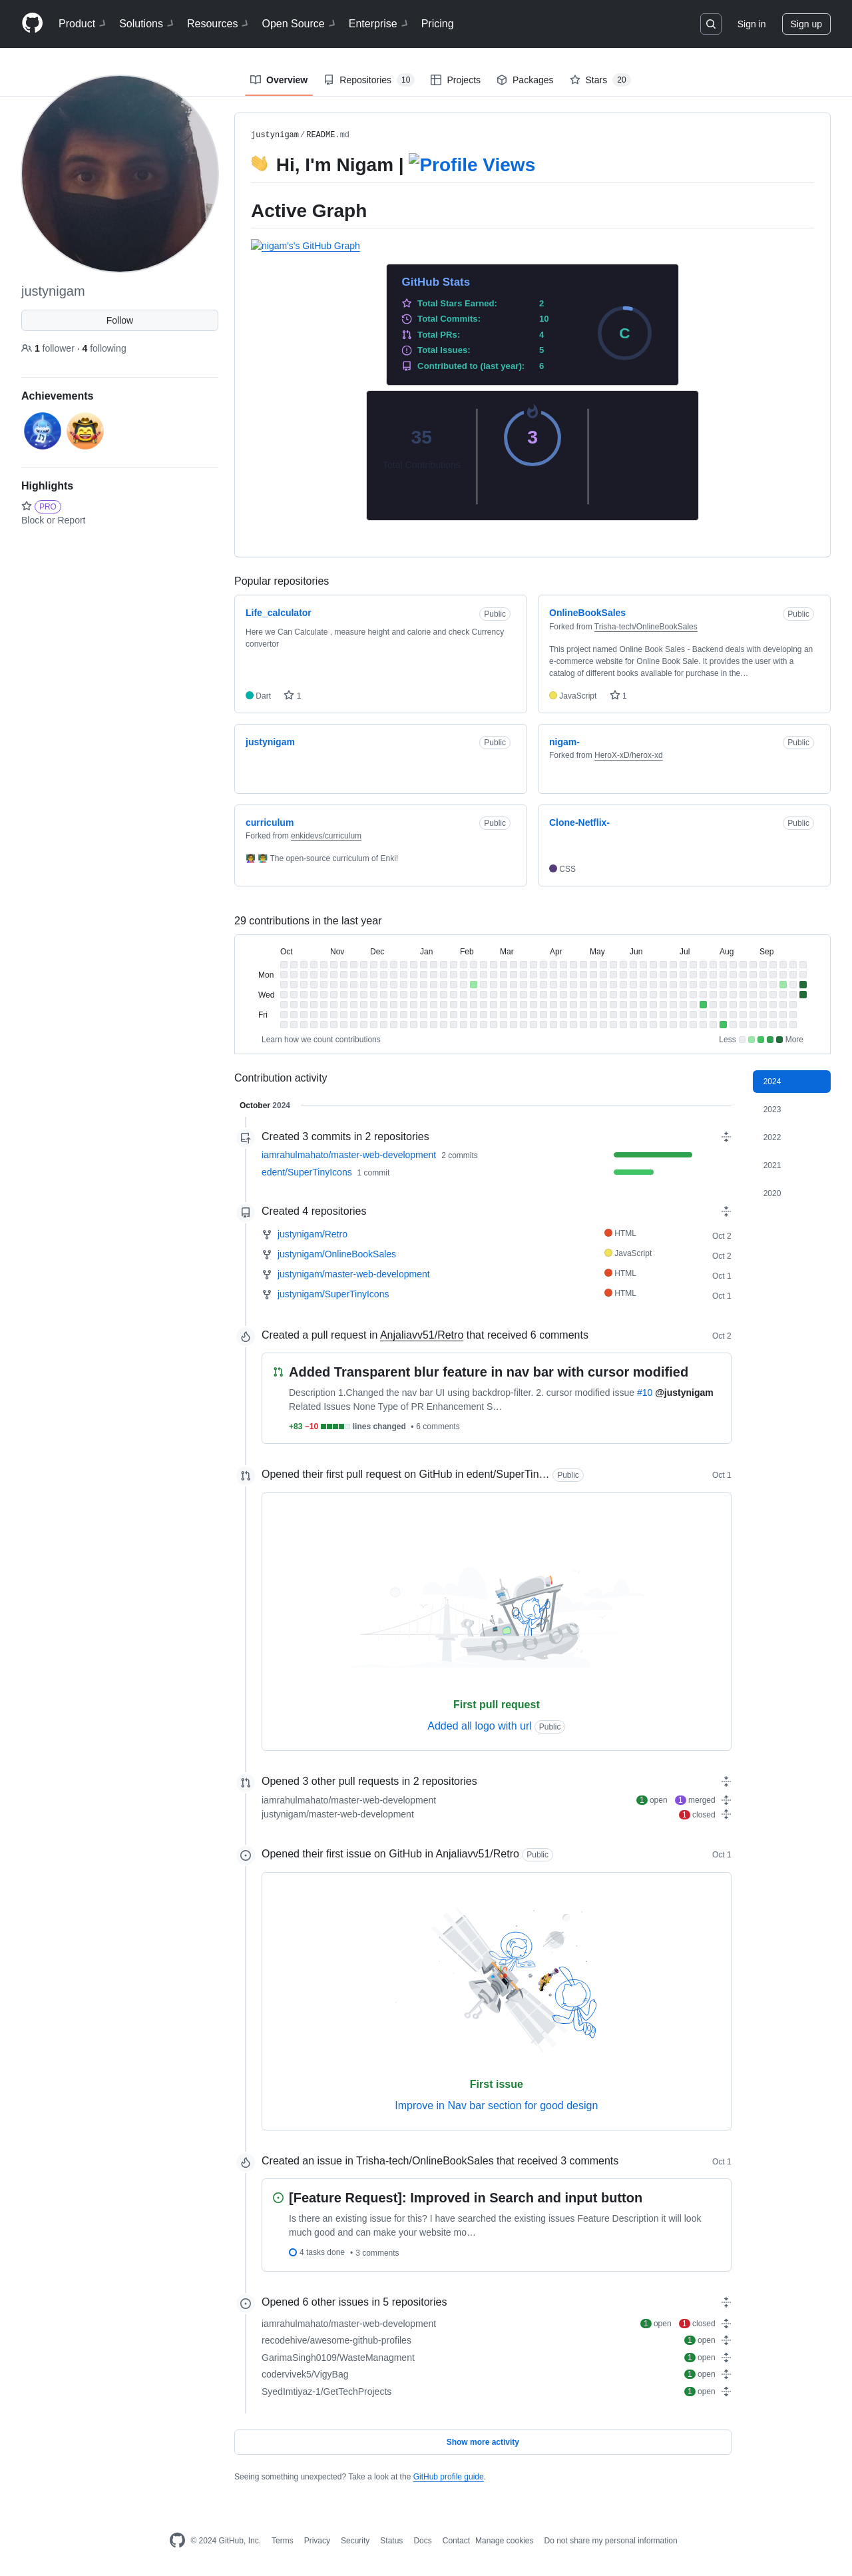 Product Solutions Resources Open Source Enterprise Pricing Sign in Sign up
Overview Repositories 10 Projects Packages Stars 20
justynigam
Follow
1 follower · 4 following
Achievements
Highlights
PRO
Block or Report
justynigam / README.md
👋 Hi, I'm Nigam | Profile Views
Active Graph
nigam's's GitHub Graph
GitHub Stats
Total Stars Earned: 2
Total Commits: 10
Total PRs: 4
Total Issues: 5
Contributed to (last year): 6
C
35
Total Contributions
3
Popular repositories
Life_calculator Public
Here we Can Calculate , measure height and calorie and check Currency
convertor
Dart 1
OnlineBookSales Public
Forked from Trisha-tech/OnlineBookSales
This project named Online Book Sales - Backend deals with developing an
e-commerce website for Online Book Sale. It provides the user with a
catalog of different books available for purchase in the…
JavaScript 1
justynigam Public
nigam- Public
Forked from HeroX-xD/herox-xd
curriculum Public
Forked from enkidevs/curriculum
👩‍🏫 👨‍🏫 The open-source curriculum of Enki!
Clone-Netflix- Public
CSS
29 contributions in the last year
Oct Nov Dec Jan Feb Mar Apr May Jun Jul Aug Sep
Mon
Wed
Fri
Learn how we count contributions Less More
Contribution activity
2024
2023
2022
2021
2020
October 2024
Created 3 commits in 2 repositories
iamrahulmahato/master-web-development 2 commits
edent/SuperTinyIcons 1 commit
Created 4 repositories
justynigam/Retro HTML Oct 2
justynigam/OnlineBookSales JavaScript Oct 2
justynigam/master-web-development HTML Oct 1
justynigam/SuperTinyIcons HTML Oct 1
Created a pull request in Anjaliavv51/Retro that received 6 comments Oct 2
Added Transparent blur feature in nav bar with cursor modified
Description 1.Changed the nav bar UI using backdrop-filter. 2. cursor modified issue #10 @justynigam
Related Issues None Type of PR Enhancement S…
+83 −10 lines changed • 6 comments
Opened their first pull request on GitHub in edent/SuperTin… Public Oct 1
First pull request
Added all logo with url Public
Opened 3 other pull requests in 2 repositories
iamrahulmahato/master-web-development 1 open 1 merged
justynigam/master-web-development 1 closed
Opened their first issue on GitHub in Anjaliavv51/Retro Public Oct 1
First issue
Improve in Nav bar section for good design
Created an issue in Trisha-tech/OnlineBookSales that received 3 comments Oct 1
[Feature Request]: Improved in Search and input button
Is there an existing issue for this? I have searched the existing issues Feature Description it will look
much good and can make your website mo…
4 tasks done • 3 comments
Opened 6 other issues in 5 repositories
iamrahulmahato/master-web-development 1 open 1 closed
recodehive/awesome-github-profiles 1 open
GarimaSingh0109/WasteManagment 1 open
codervivek5/VigyBag 1 open
SyedImtiyaz-1/GetTechProjects 1 open
Show more activity
Seeing something unexpected? Take a look at the GitHub profile guide.
© 2024 GitHub, Inc. Terms Privacy Security Status Docs Contact Manage cookies Do not share my personal information